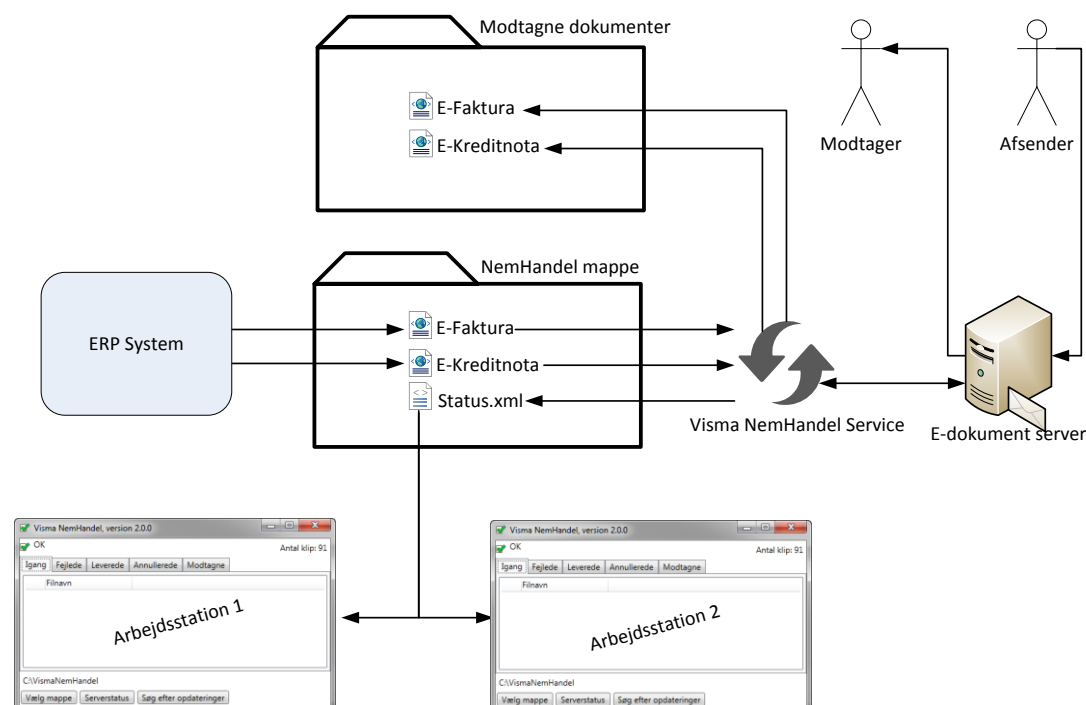 Modtagne dokumenter
E-Faktura
E-Kreditnota
Modtager
Afsender
NemHandel mappe
ERP System
E-Faktura
E-Kreditnota
Status.xml
Visma NemHandel Service
E-dokument server
Visma NemHandel, version 2.0.0
OK
Antal klip: 91
Igang Fejlede Leverede Annullerede Modtagne
Filnavn
Arbejdsstation 1
C:\VismaNemHandel
Vælg mappe Serverstatus Søg efter opdateringer
Visma NemHandel, version 2.0.0
OK
Antal klip: 91
Igang Fejlede Leverede Annullerede Modtagne
Filnavn
Arbejdsstation 2
C:\VismaNemHandel
Vælg mappe Serverstatus Søg efter opdateringer